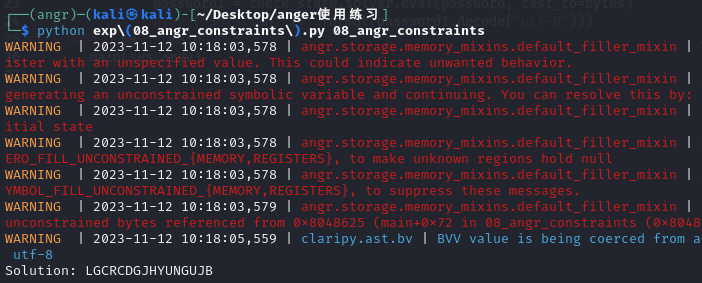 ┌──(angr)─(kali㉿kali)-[~/Desktop/anger使用练习]
└─$ python exp\(08_angr_constraints\).py 08_angr_constraints
WARNING | 2023-11-12 10:18:03,578 | angr.storage.memory_mixins.default_filler_mixin |
ister with an unspecified value. This could indicate unwanted behavior.
WARNING | 2023-11-12 10:18:03,578 | angr.storage.memory_mixins.default_filler_mixin |
generating an unconstrained symbolic variable and continuing. You can resolve this by:
WARNING | 2023-11-12 10:18:03,578 | angr.storage.memory_mixins.default_filler_mixin |
itial state
WARNING | 2023-11-12 10:18:03,578 | angr.storage.memory_mixins.default_filler_mixin |
ERO_FILL_UNCONSTRAINED_{MEMORY,REGISTERS}, to make unknown regions hold null
WARNING | 2023-11-12 10:18:03,578 | angr.storage.memory_mixins.default_filler_mixin |
YMBOL_FILL_UNCONSTRAINED_{MEMORY,REGISTERS}, to suppress these messages.
WARNING | 2023-11-12 10:18:03,579 | angr.storage.memory_mixins.default_filler_mixin |
unconstrained bytes referenced from 0×8048625 (main+0×72 in 08_angr_constraints (0×8048
WARNING | 2023-11-12 10:18:05,559 | claripy.ast.bv | BVV value is being coerced from a
utf-8
Solution: LGCRCDGJHYUNGUJB